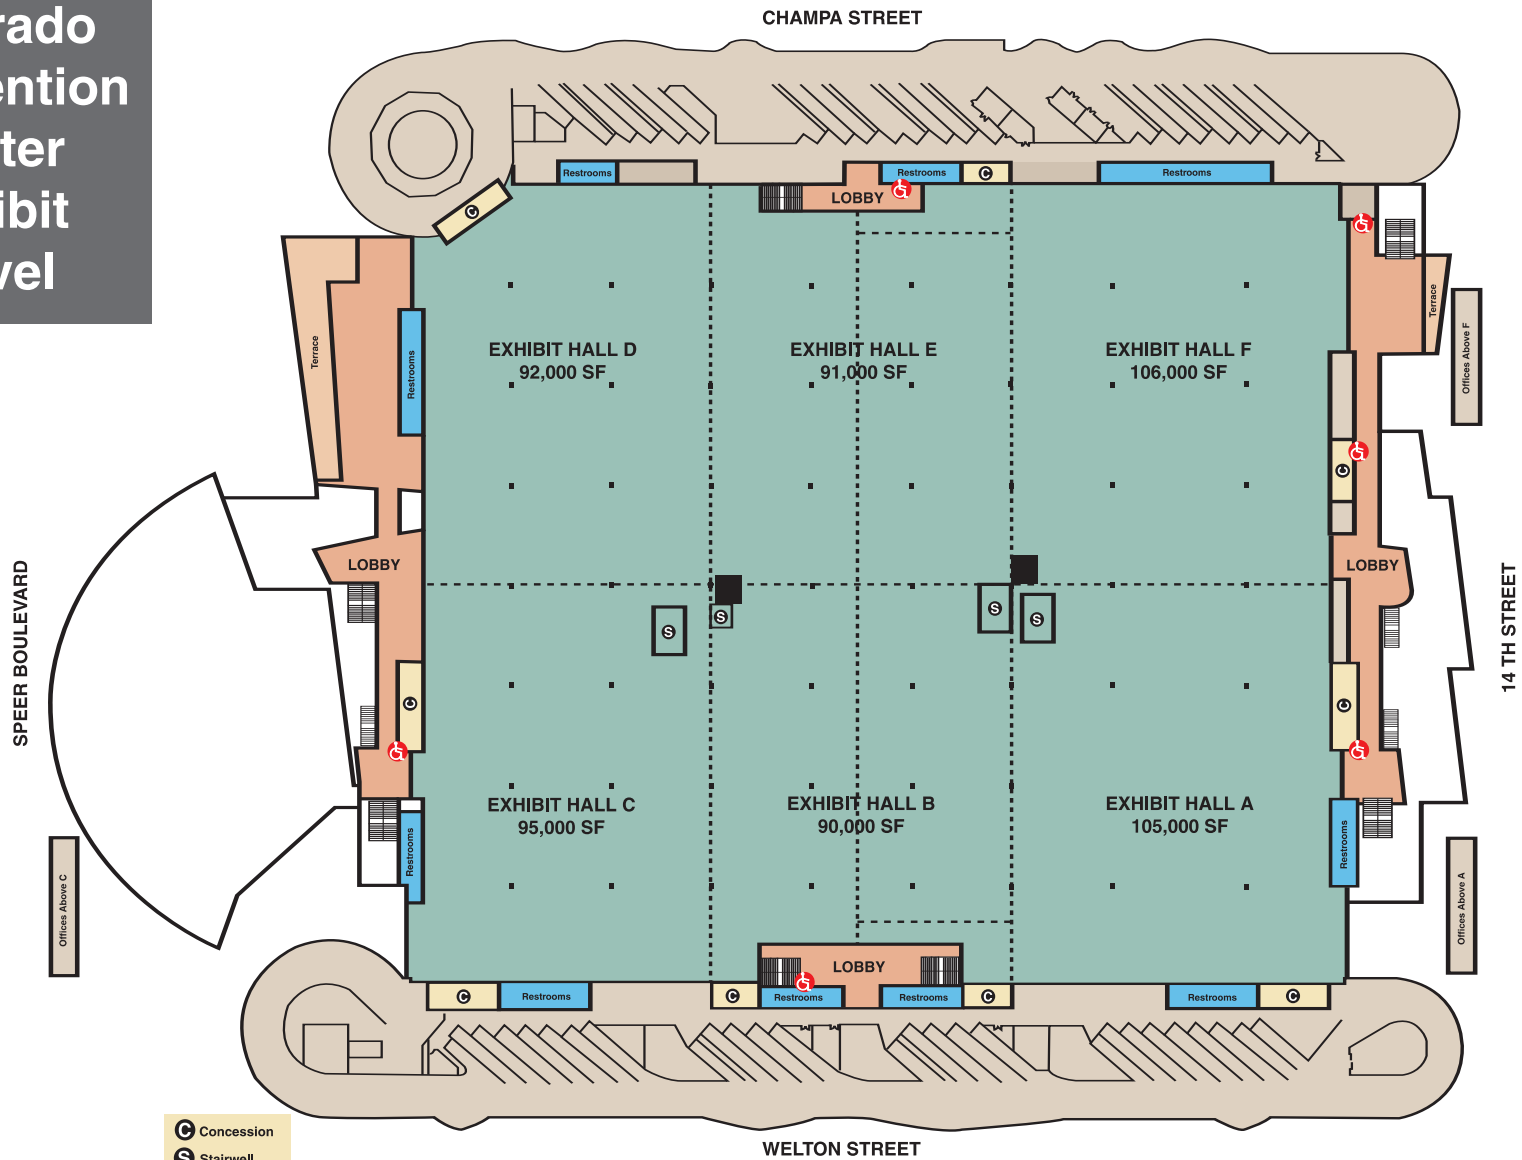 rado
ention
ter
ibit
vel
CHAMPA STREET
Restrooms
C
Restrooms
C
Restrooms
C
LOBBY
Terrace
Restrooms
Terrace
Offices Above F
EXHIBIT HALL D
92,000 SF
EXHIBIT HALL E
91,000 SF
EXHIBIT HALL F
106,000 SF
C
LOBBY
LOBBY
SPEER BOULEVARD
14 TH STREET
S
S
S
S
C
C
EXHIBIT HALL C
95,000 SF
EXHIBIT HALL B
90,000 SF
EXHIBIT HALL A
105,000 SF
Restrooms
Restrooms
Offices Above C
Offices Above A
LOBBY
C
Restrooms
C
Restrooms
Restrooms
C
Restrooms
C
C Concession
S Stairwell
WELTON STREET